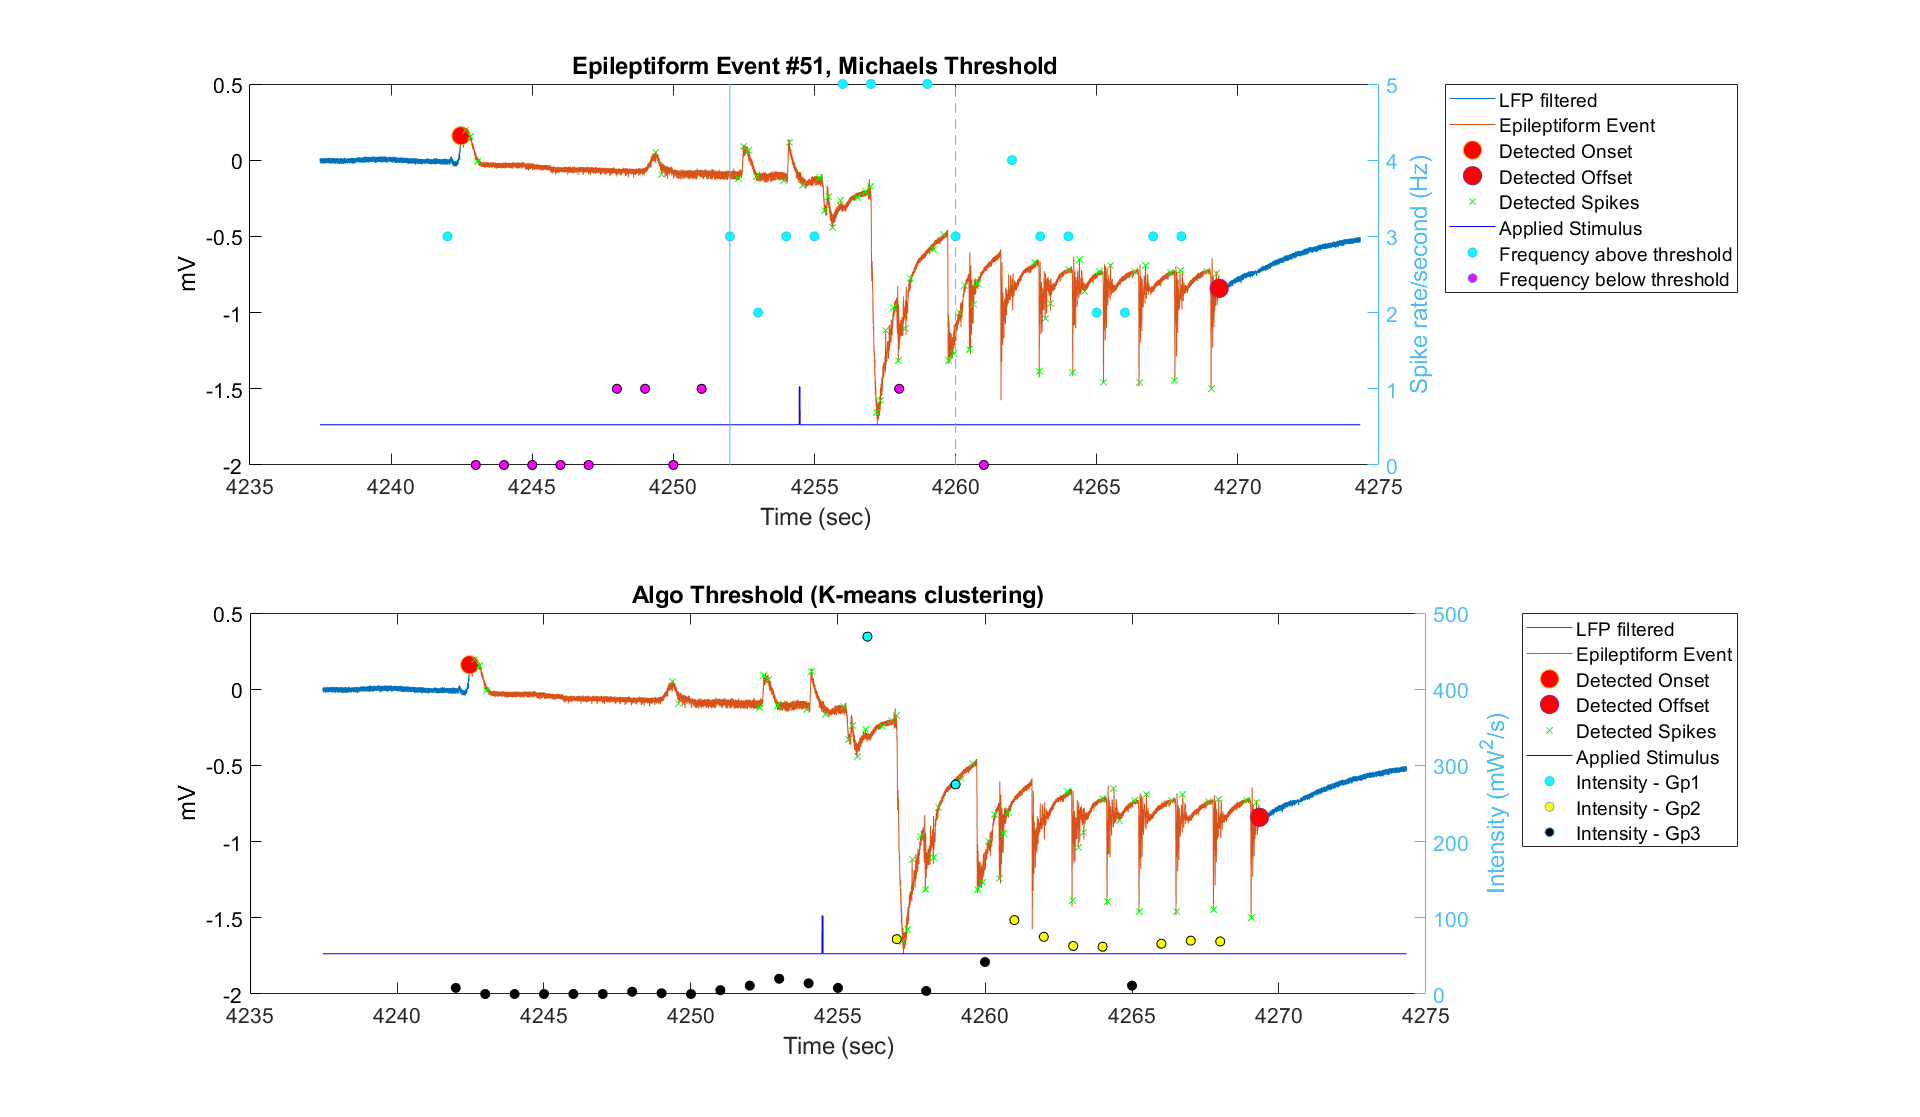 Epileptiform Event #51, Michaels Threshold
0.5
0
-0.5
-1
-1.5
-2
mV
4235
4240
4245
4250
4255
4260
4265
4270
4275
Time (sec)
5
4
3
2
1
0
Spike rate/second (Hz)
LFP filtered
Epileptiform Event
Detected Onset
Detected Offset
Detected Spikes
Applied Stimulus
Frequency above threshold
Frequency below threshold
Algo Threshold (K-means clustering)
0.5
0
-0.5
-1
-1.5
-2
mV
4235
4240
4245
4250
4255
4260
4265
4270
4275
Time (sec)
500
400
300
200
100
0
Intensity (mW²/s)
LFP filtered
Epileptiform Event
Detected Onset
Detected Offset
Detected Spikes
Applied Stimulus
Intensity - Gp1
Intensity - Gp2
Intensity - Gp3